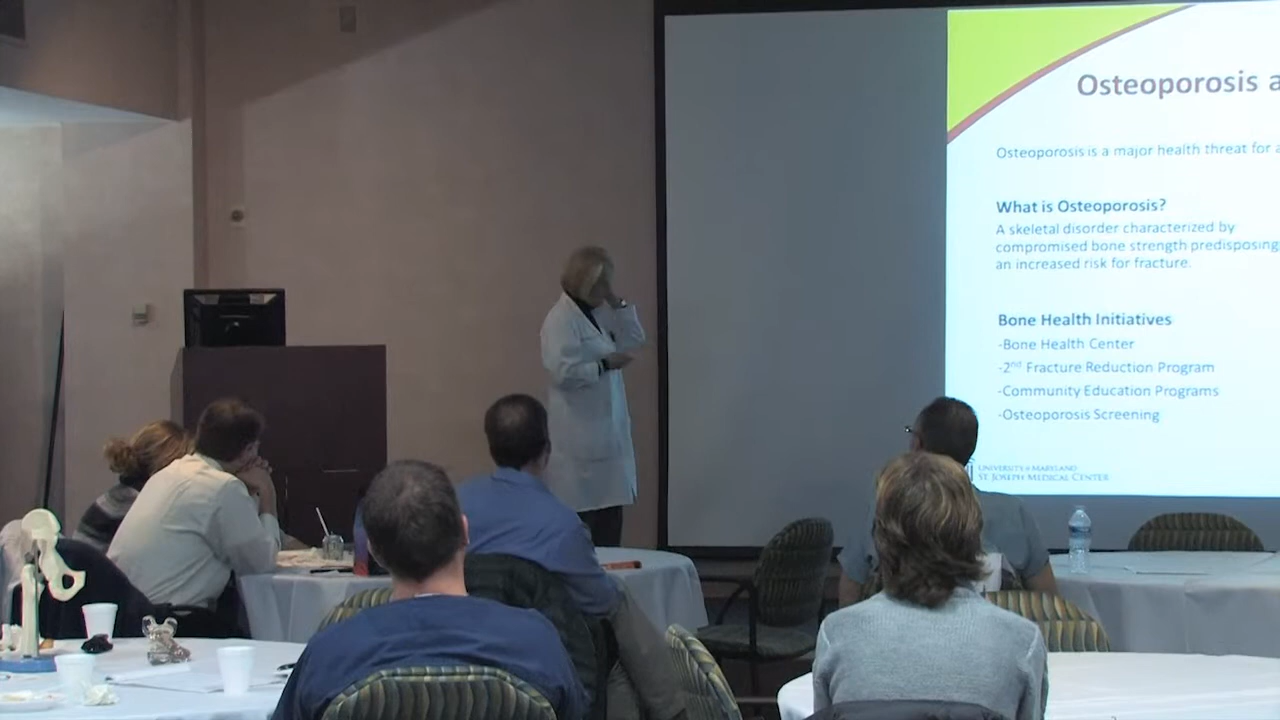 Osteoporosis a
Osteoporosis is a major health threat for a
What is Osteoporosis?
A skeletal disorder characterized by
compromised bone strength predisposing
an increased risk for fracture.
Bone Health Initiatives
-Bone Health Center
-2nd Fracture Reduction Program
-Community Education Programs
-Osteoporosis Screening
UNIVERSITY of MARYLAND
ST. JOSEPH MEDICAL CENTER